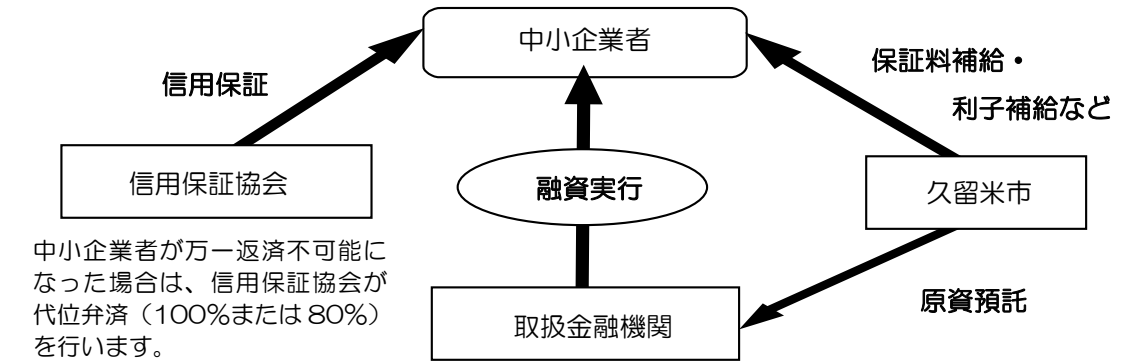 中小企業者
保証料補給・
利子補給など
信用保証
信用保証協会
融資実行
久留米市
中小企業者が万一返済不可能に
なった場合は、信用保証協会が
代位弁済（100％または80％）
を行います。
取扱金融機関
原資預託